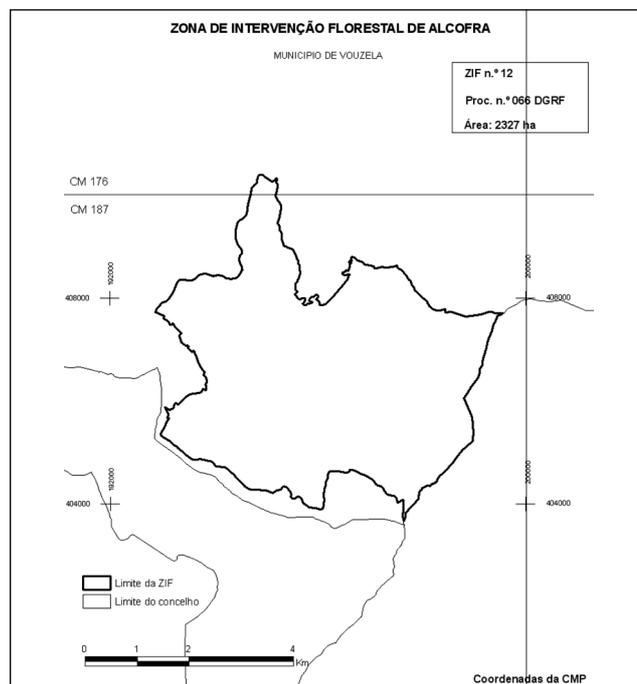 ZONA DE INTERVENÇÃO FLORESTAL DE ALCOFRA
MUNICIPIO DE VOUZELA
ZIF n.º 12
Proc. n.º 066 DGRF
Área: 2327 ha
CM 176
CM 187
192000
200000
408000
408000
192000
200000
404000
404000
Limite da ZIF
Limite do concelho
0 1 2 4
Km
Coordenadas da CMP